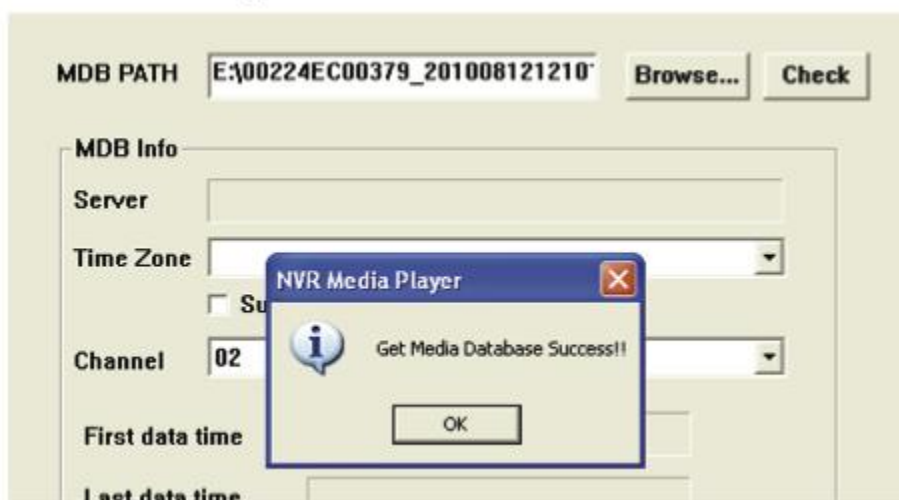 MDB PATH E:\00224EC00379_201008121210 Browse... Check
MDB Info
Server
Time Zone
NVR Media Player
Su
Get Media Database Success!!
Channel 02
OK
First data time
Last data time